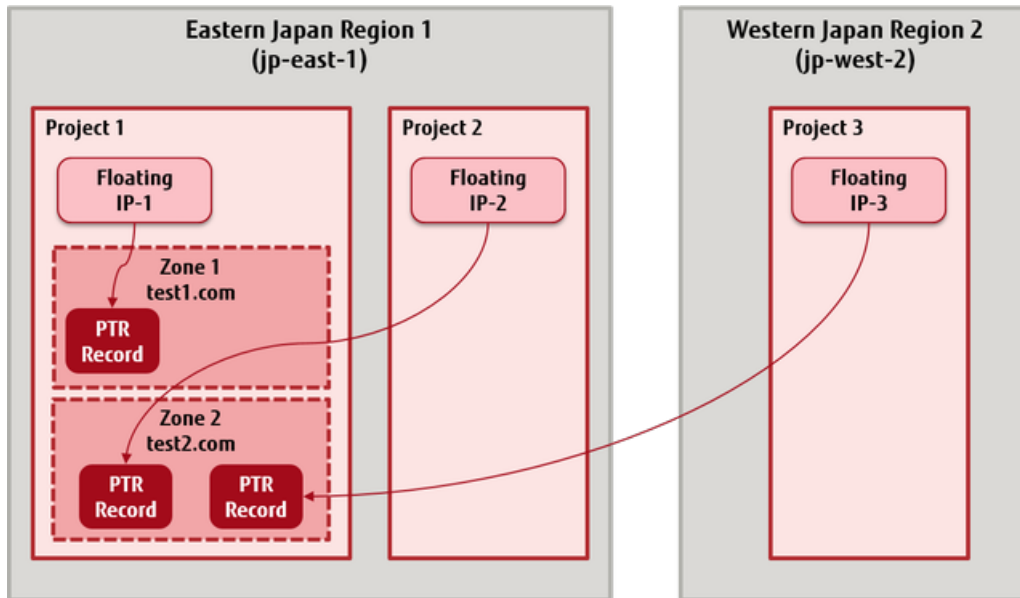 Eastern Japan Region 1
(jp-east-1)
Project 1
Floating
IP-1
Zone 1
test1.com
PTR
Record
Zone 2
test2.com
PTR
Record
PTR
Record
Project 2
Floating
IP-2
Western Japan Region 2
(jp-west-2)
Project 3
Floating
IP-3